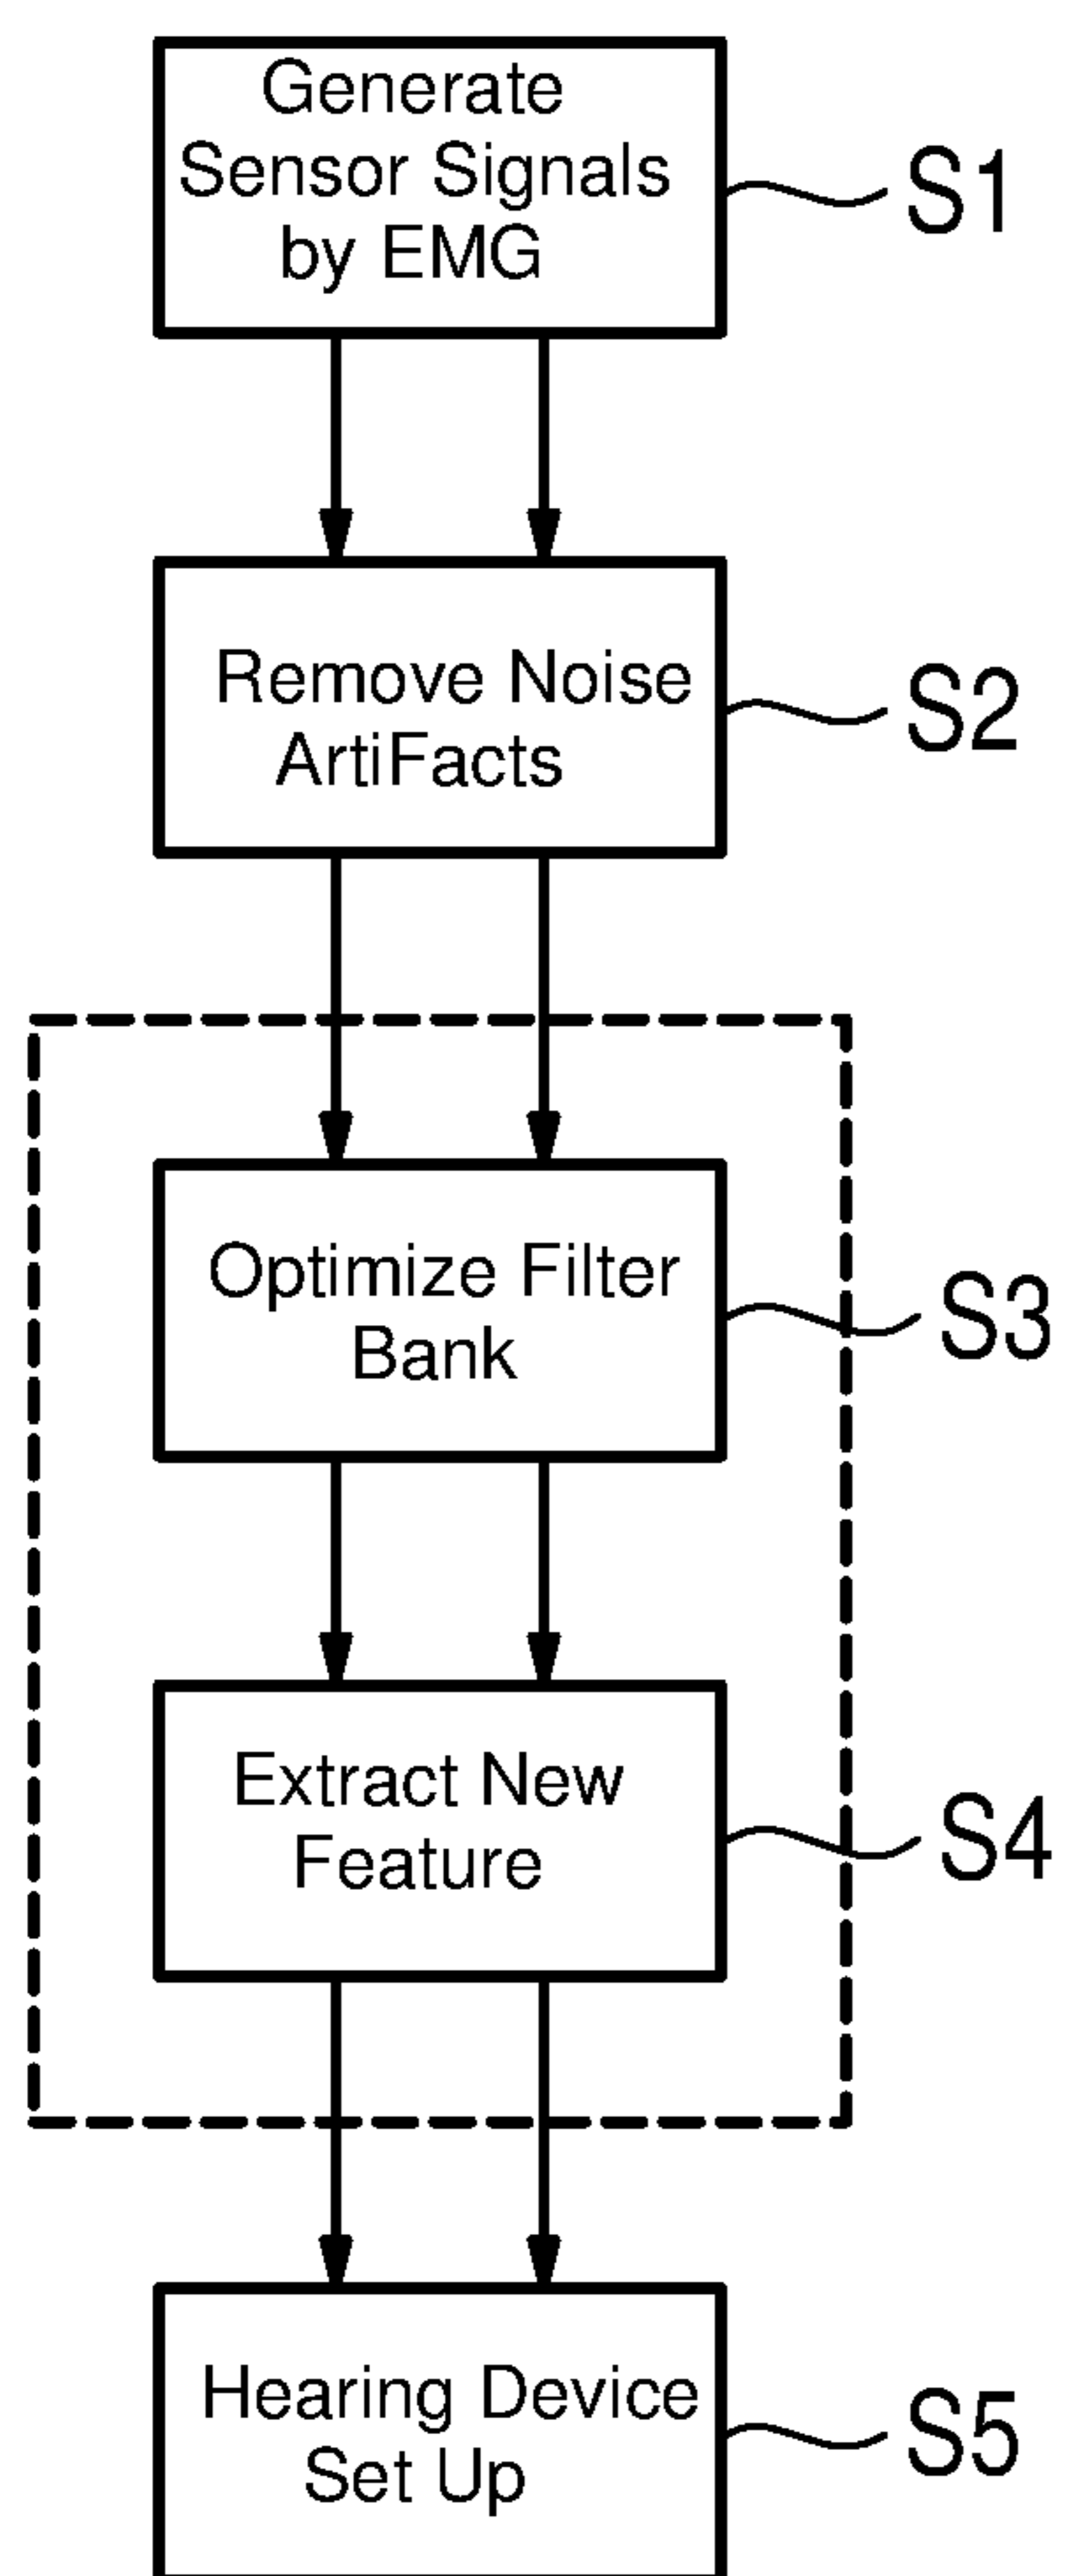 Generate
Sensor Signals
by EMG
S1
Remove Noise
ArtiFacts
S2
Optimize Filter
Bank
S3
Extract New
Feature
S4
Hearing Device
Set Up
S5